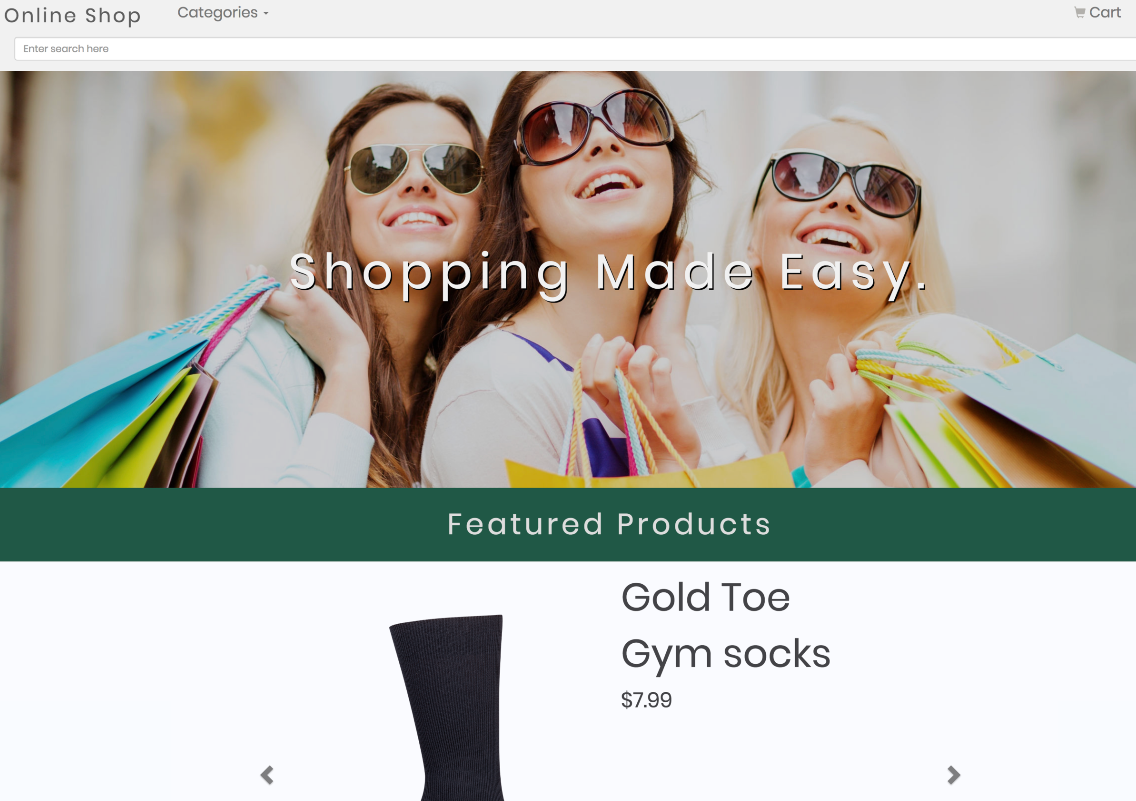 Online Shop
Categories
Cart
Enter search here
Shopping Made Easy.
Featured Products
Gold Toe
Gym socks
$7.99